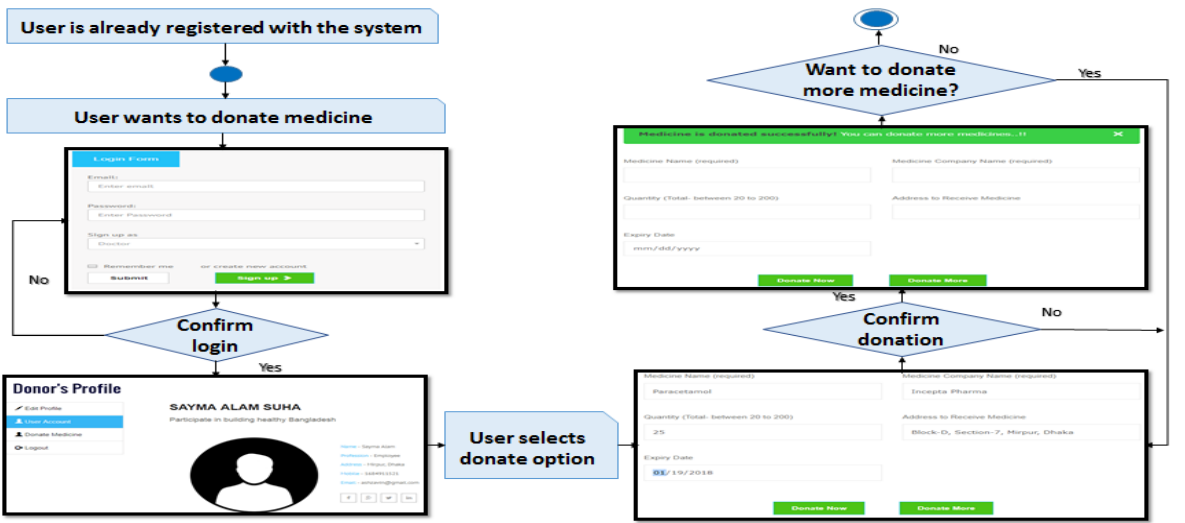 User is already registered with the system
User wants to donate medicine
Login Form
Email:
Enter email
Password:
Enter Password
Sign up as
Doctor
Remember me or create new account
Submit Sign up
No
Confirm
login
Yes
Donor's Profile
Edit Profile
User Account
Donate Medicine
Logout
SAYMA ALAM SUHA
Participate in building healthy Bangladesh
Name - Sayma Alam
Profession - Employee
Address - Mirpur, Dhaka
User selects
donate option
Medicine Name (required) Medicine Company Name (required)
Paracetamol Incepta Pharma
Quantity (Total- between 20 to 200) Address to Receive Medicine
25 Block-D, Section-7, Mirpur, Dhaka
Expiry Date
01/19/2018
Donate Now Donate More
Confirm
donation
Yes
No
Medicine is donated successfully! You can donate more medicines...!! ×
Medicine Name (required) Medicine Company Name (required)
Quantity (Total- between 20 to 200) Address to Receive Medicine
Expiry Date
mm/dd/yyyy
Donate Now Donate More
Want to donate
more medicine?
No
Yes